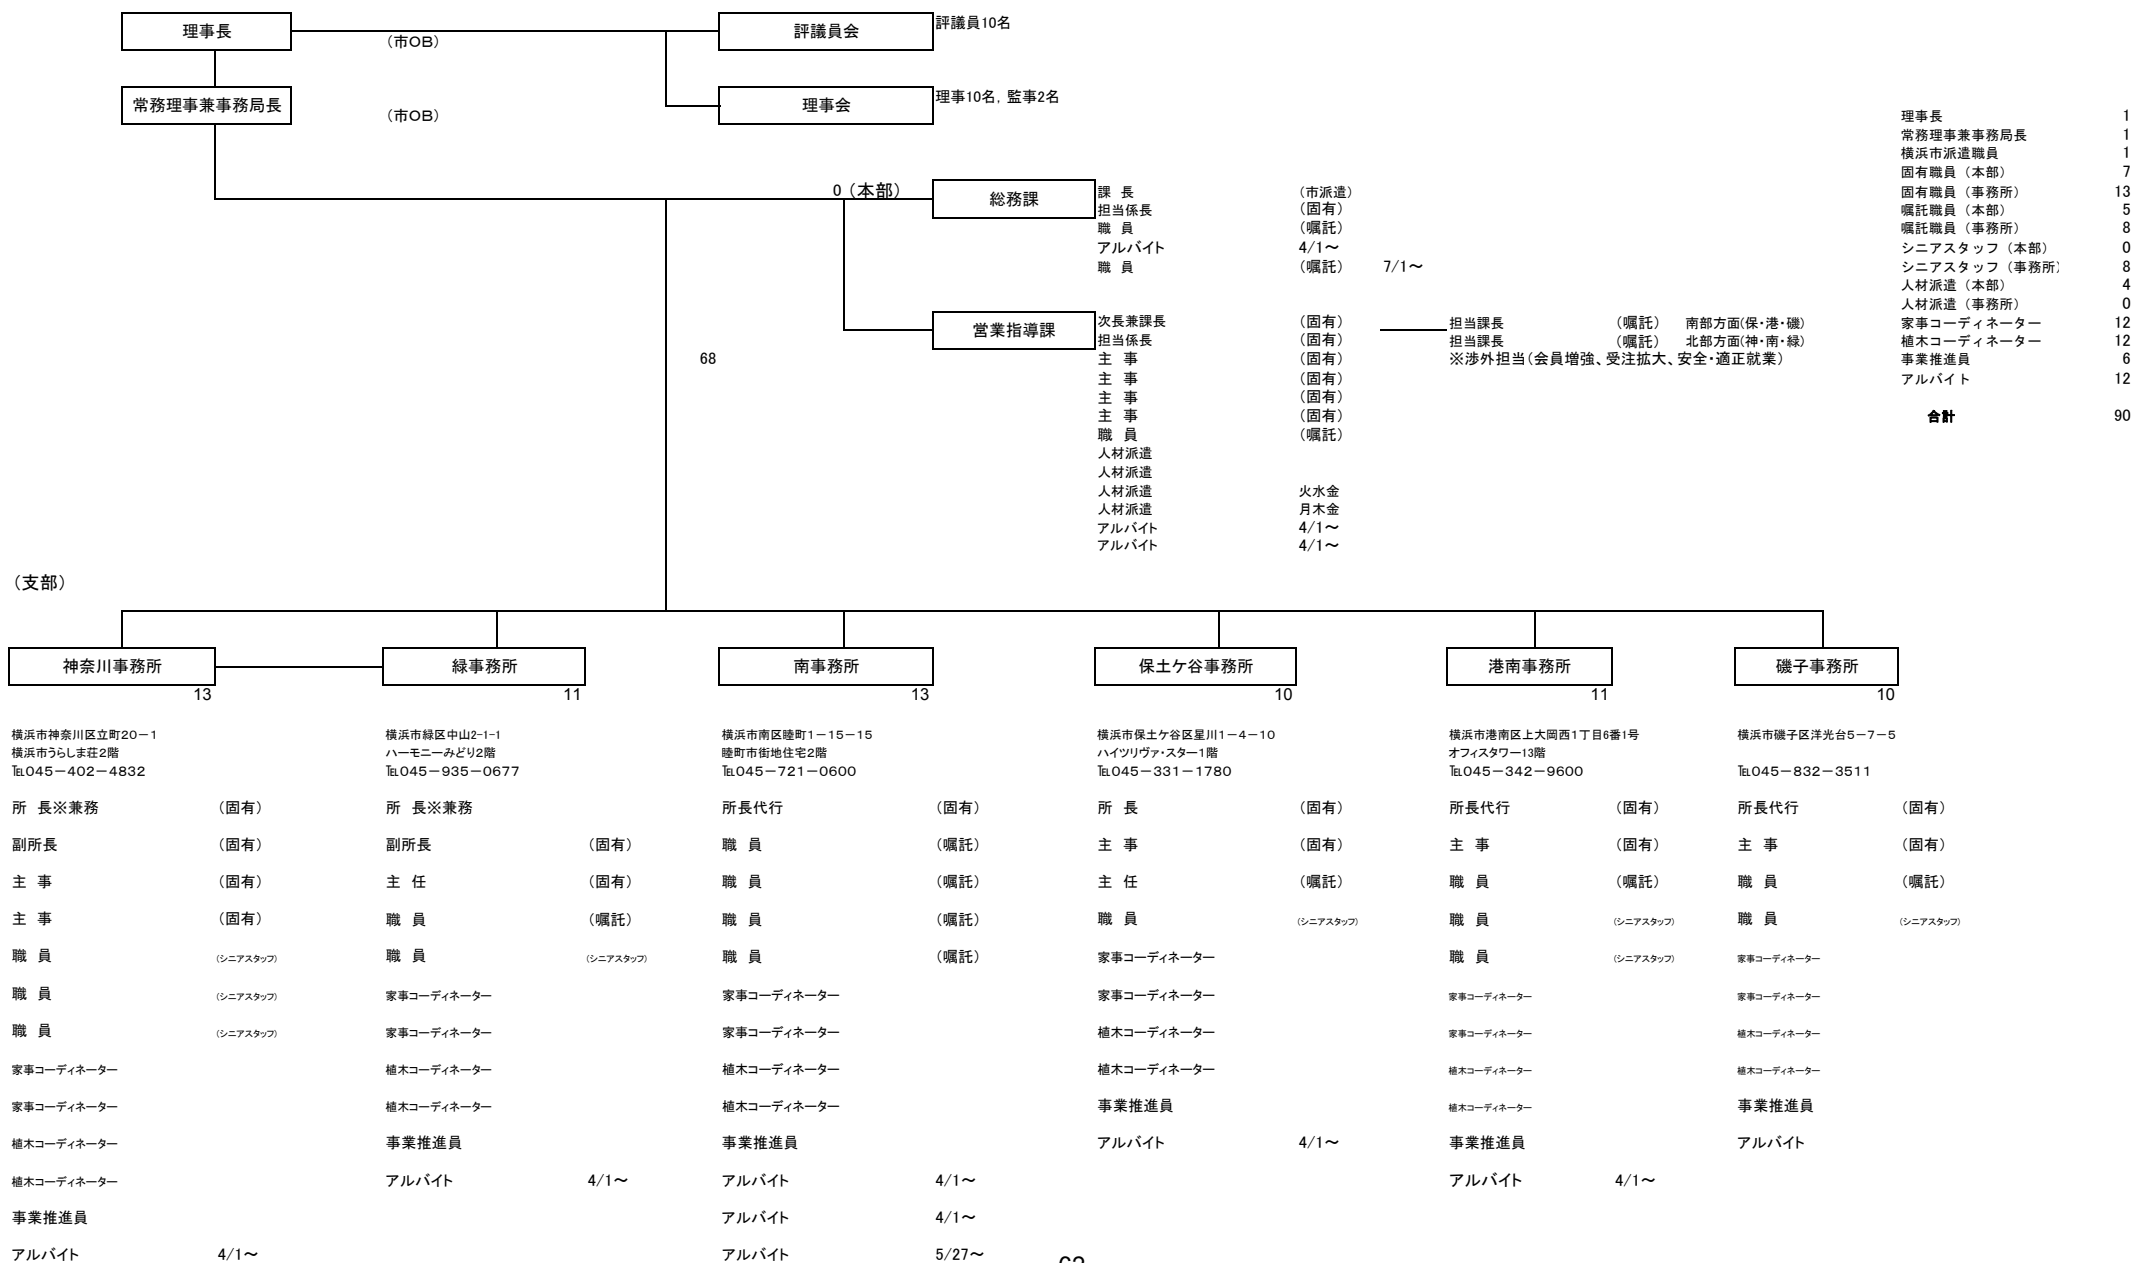 理事長
（市ＯＢ）
評議員会
評議員10名
常務理事兼事務局長
（市ＯＢ）
理事会
理事10名，監事2名
0（本部）
総務課
課 長 （市派遣）
担当係長 （固有）
職 員 （嘱託）
アルバイト 4/1～
職 員 （嘱託） 7/1～
営業指導課
次長兼課長 （固有）
担当係長 （固有）
主 事 （固有）
主 事 （固有）
主 事 （固有）
主 事 （固有）
職 員 （嘱託）
人材派遣
人材派遣
人材派遣 火水金
人材派遣 月木金
アルバイト 4/1～
アルバイト 4/1～
担当課長 （嘱託） 南部方面(保・港・磯)
担当課長 （嘱託） 北部方面(神・南・緑)
※渉外担当（会員増強、受注拡大、安全・適正就業）
68
理事長 1
常務理事兼事務局長 1
横浜市派遣職員 1
固有職員（本部） 7
固有職員（事務所） 13
嘱託職員（本部） 5
嘱託職員（事務所） 8
シニアスタッフ（本部） 0
シニアスタッフ（事務所） 8
人材派遣（本部） 4
人材派遣（事務所） 0
家事コーディネーター 12
植木コーディネーター 12
事業推進員 6
アルバイト 12
合計 90
（支部）
神奈川事務所
13
横浜市神奈川区立町２０－１
横浜市うらしま荘2階
℡０４５－４０２－４８３２
所 長※兼務 （固有）
副所長 （固有）
主 事 （固有）
主 事 （固有）
職 員 （シニアスタッフ）
職 員 （シニアスタッフ）
職 員 （シニアスタッフ）
家事コーディネーター
家事コーディネーター
植木コーディネーター
植木コーディネーター
事業推進員
アルバイト 4/1～
緑事務所
11
横浜市緑区中山2-1-1
ハーモニーみどり2階
℡０４５－９３５－０６７７
所 長※兼務
副所長 （固有）
主 任 （固有）
職 員 （嘱託）
職 員 （シニアスタッフ）
家事コーディネーター
家事コーディネーター
植木コーディネーター
植木コーディネーター
事業推進員
アルバイト 4/1～
南事務所
13
横浜市南区睦町１－１５－１５
睦町市街地住宅2階
℡０４５－７２１－０６００
所長代行 （固有）
職 員 （嘱託）
職 員 （嘱託）
職 員 （嘱託）
職 員 （嘱託）
家事コーディネーター
家事コーディネーター
植木コーディネーター
植木コーディネーター
事業推進員
アルバイト 4/1～
アルバイト 4/1～
アルバイト 5/27～
保土ケ谷事務所
10
横浜市保土ケ谷区星川１－４－１０
ハイツリヴァ・スター1階
℡０４５－３３１－１７８０
所 長 （固有）
主 事 （固有）
主 任 （嘱託）
職 員 （シニアスタッフ）
家事コーディネーター
家事コーディネーター
植木コーディネーター
植木コーディネーター
事業推進員
アルバイト 4/1～
港南事務所
11
横浜市港南区上大岡西１丁目6番1号
オフィスタワー13階
℡０４５－３４２－９６００
所長代行 （固有）
主 事 （固有）
職 員 （嘱託）
職 員 （シニアスタッフ）
職 員 （シニアスタッフ）
家事コーディネーター
家事コーディネーター
植木コーディネーター
植木コーディネーター
事業推進員
アルバイト 4/1～
磯子事務所
10
横浜市磯子区洋光台５－７－５
℡０４５－８３２－３５１１
所長代行 （固有）
主 事 （固有）
職 員 （嘱託）
職 員 （シニアスタッフ）
家事コーディネーター
家事コーディネーター
植木コーディネーター
植木コーディネーター
事業推進員
アルバイト